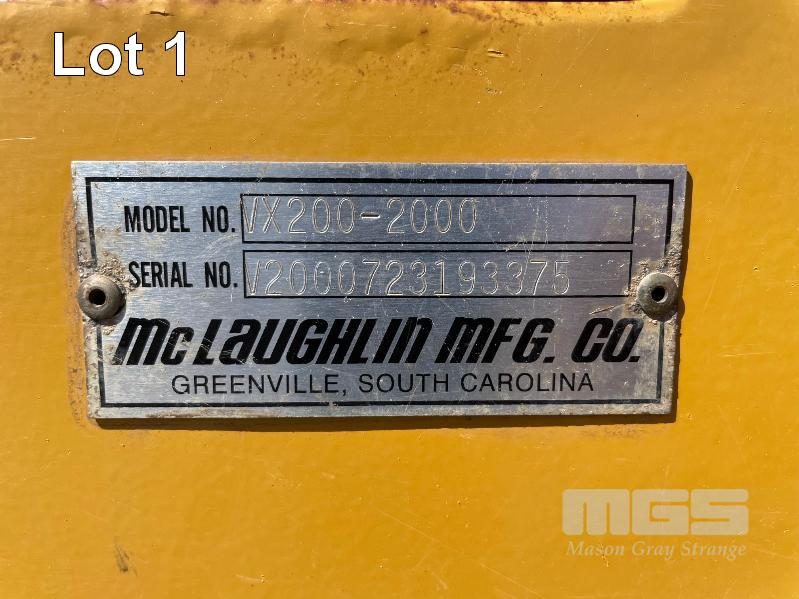 Lot 1
MODEL NO. VX200-2000
SERIAL NO. V2000723193375
McLAUGHLIN MFG. CO.
GREENVILLE, SOUTH CAROLINA
MGS
Mason Gray Strange